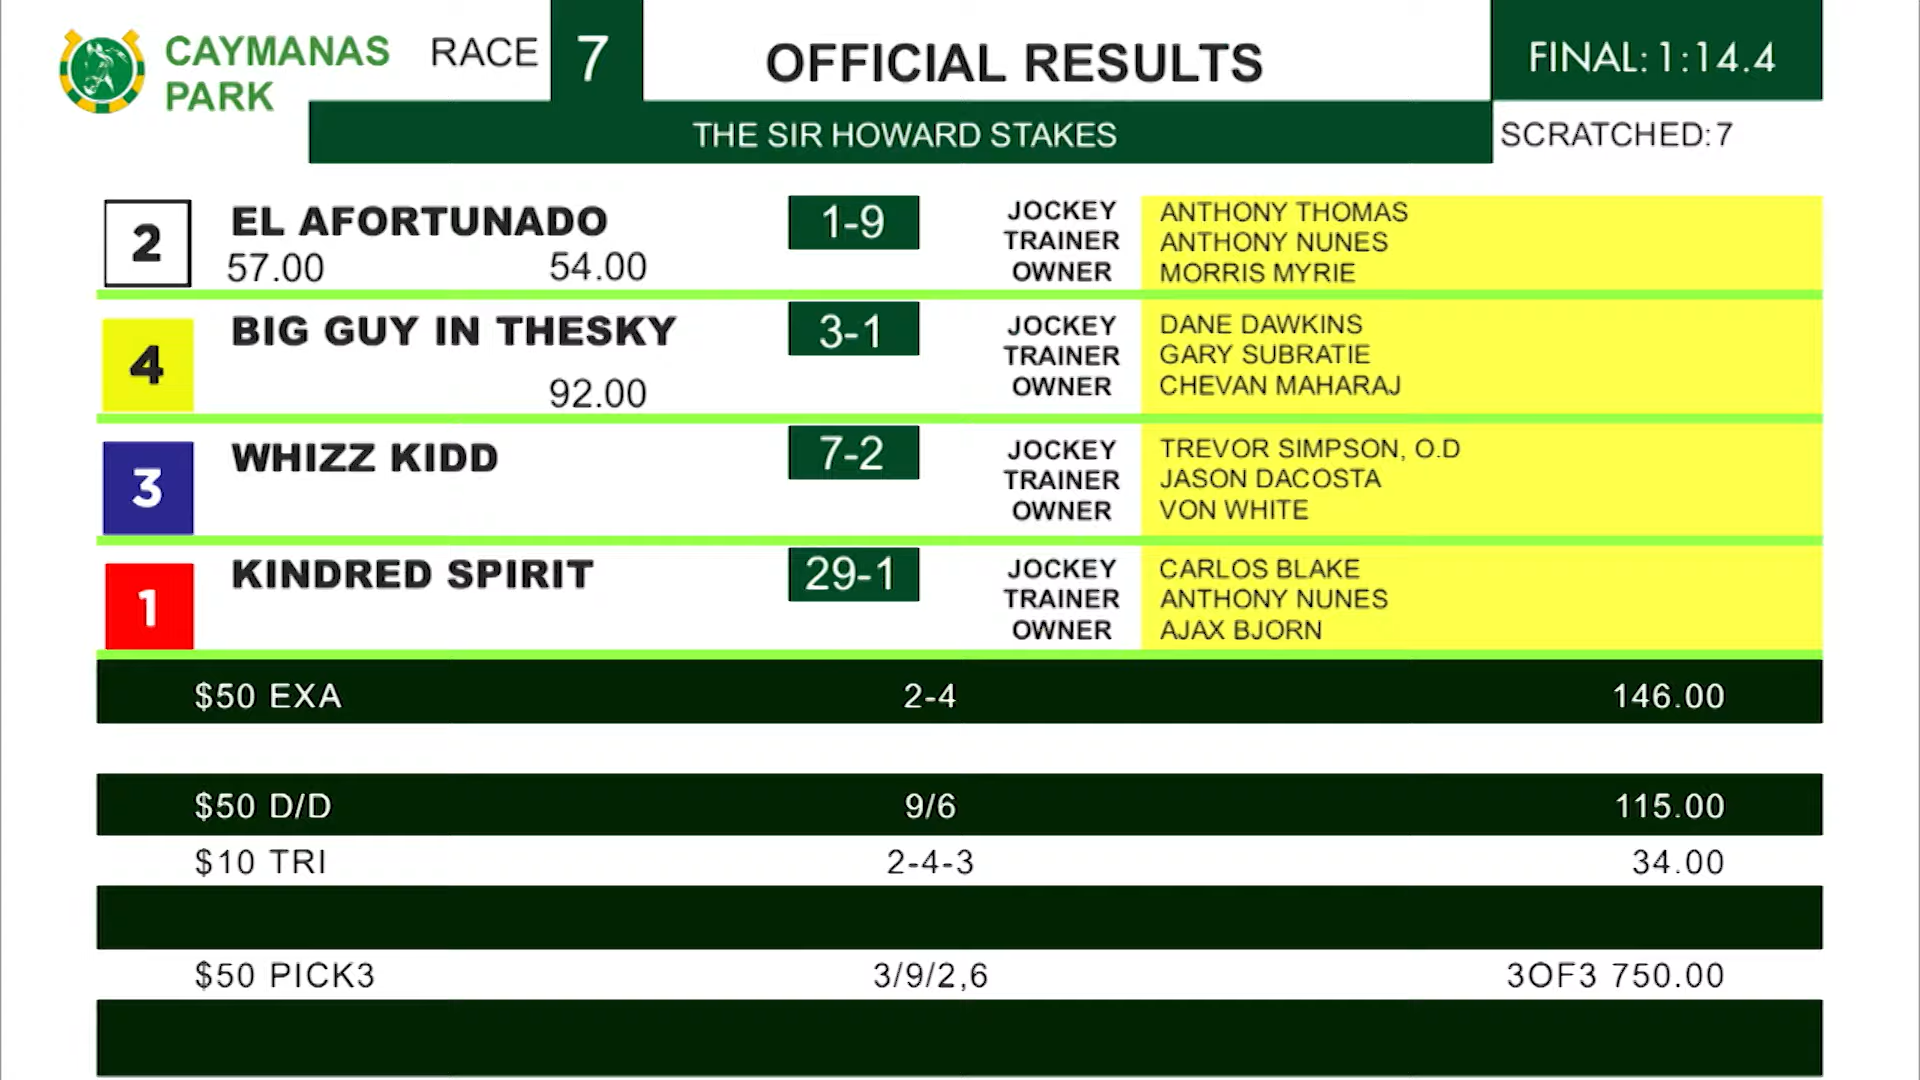 CAYMANAS
PARK
RACE 7
OFFICIAL RESULTS
FINAL: 1:14.4
THE SIR HOWARD STAKES
SCRATCHED: 7
2 EL AFORTUNADO 1-9
57.00 54.00
JOCKEY ANTHONY THOMAS
TRAINER ANTHONY NUNES
OWNER MORRIS MYRIE
4 BIG GUY IN THESKY 3-1
92.00
JOCKEY DANE DAWKINS
TRAINER GARY SUBRATIE
OWNER CHEVAN MAHARAJ
3 WHIZZ KIDD 7-2
JOCKEY TREVOR SIMPSON, O.D
TRAINER JASON DACOSTA
OWNER VON WHITE
1 KINDRED SPIRIT 29-1
JOCKEY CARLOS BLAKE
TRAINER ANTHONY NUNES
OWNER AJAX BJORN
$50 EXA 2-4 146.00
$50 D/D 9/6 115.00
$10 TRI 2-4-3 34.00
$50 PICK3 3/9/2,6 3OF3 750.00